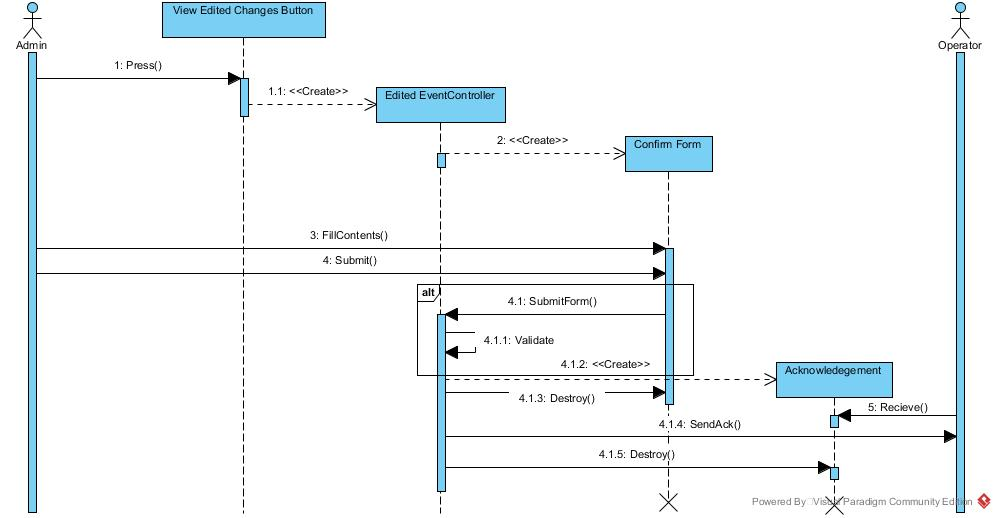 View Edited Changes Button
Admin
Operator
1: Press()
1.1: <<Create>>
Edited EventController
2: <<Create>>
Confirm Form
3: FillContents()
4: Submit()
alt
4.1: SubmitForm()
4.1.1: Validate
4.1.2: <<Create>>
Acknowledegement
4.1.3: Destroy()
5: Recieve()
4.1.4: SendAck()
4.1.5: Destroy()
Powered By Visual Paradigm Community Edition